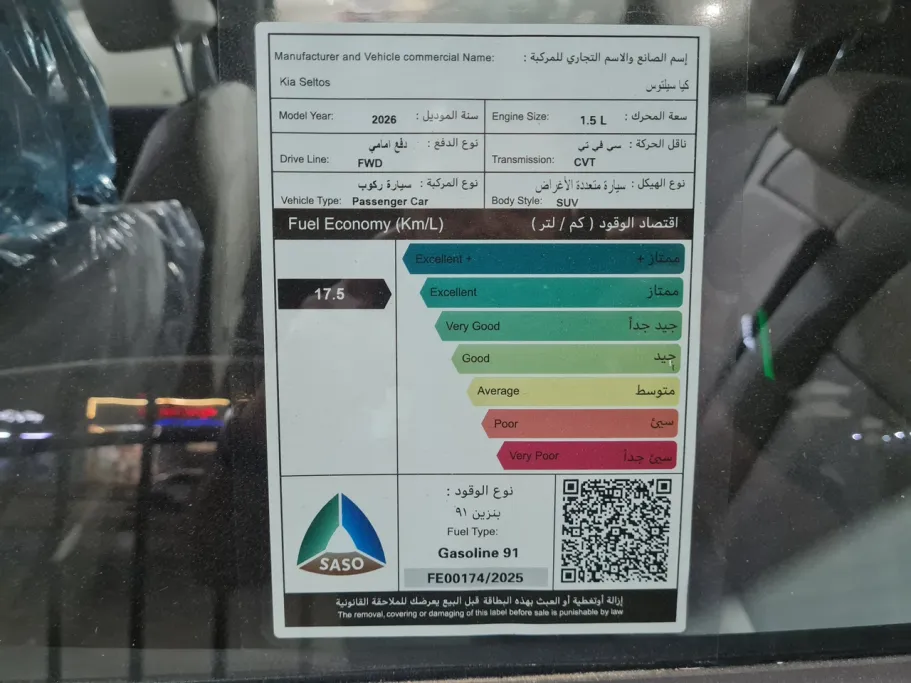 Manufacturer and Vehicle commercial Name: إسم الصانع والاسم التجاري للمركبة :
Kia Seltos كيا سيلتوس
Model Year: 2026 سنة الموديل :
Engine Size: 1.5 L سعة المحرك :
نوع الدفع : دفع امامي
Drive Line: FWD
ناقل الحركة : سي في تي
Transmission: CVT
نوع المركبة : سيارة ركوب
Vehicle Type: Passenger Car
نوع الهيكل : سيارة متعددة الأغراض
Body Style: SUV
Fuel Economy (Km/L) اقتصاد الوقود ( كم / لتر )
Excellent + ممتاز +
17.5
Excellent ممتاز
Very Good جيد جداً
Good جيد
Average متوسط
Poor سيئ
Very Poor سيئ جداً
SASO
نوع الوقود :
بنزين ٩١
Fuel Type:
Gasoline 91
FE00174/2025
إزالة أوتغطية أو العبث بهذه البطاقة قبل البيع يعرضك للملاحقة القانونية
The removal,covering or damaging of this label before sale is punishable by law